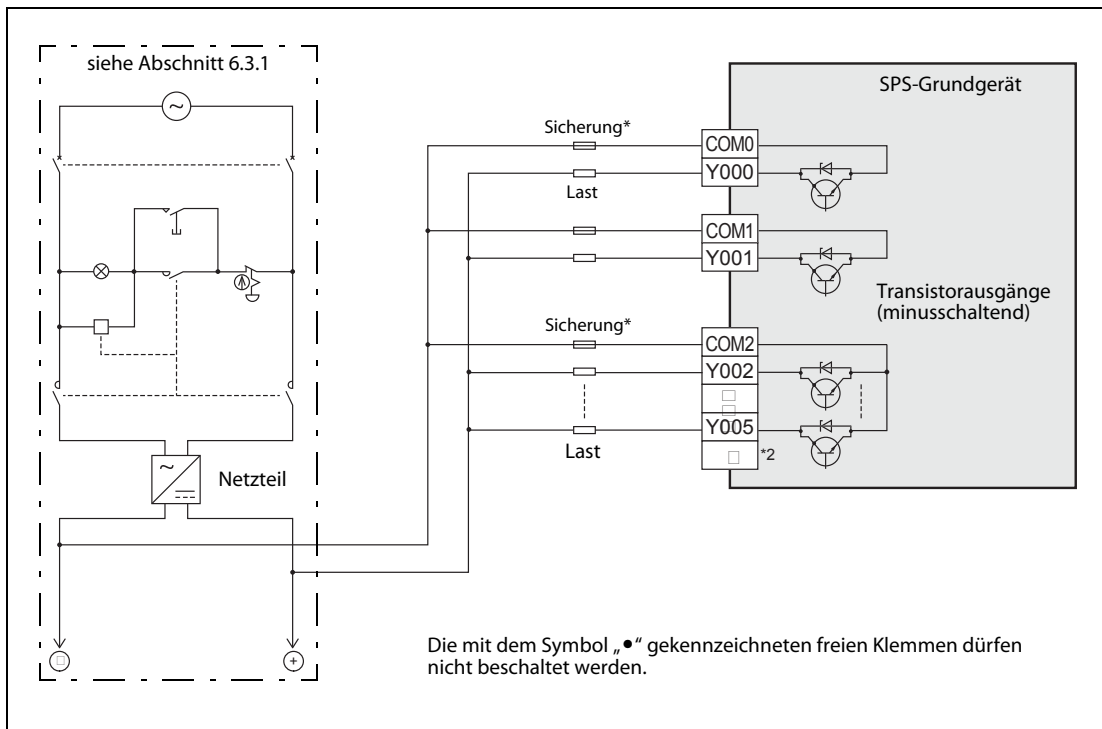 siehe Abschnitt 6.3.1
SPS-Grundgerät
Sicherung*
COM0
Y000
Last
COM1
Y001
Transistorausgänge
(minusschaltend)
Sicherung*
COM2
Y002
Y005
Last
*2
Netzteil
Die mit dem Symbol „●“ gekennzeichneten freien Klemmen dürfen
nicht beschaltet werden.